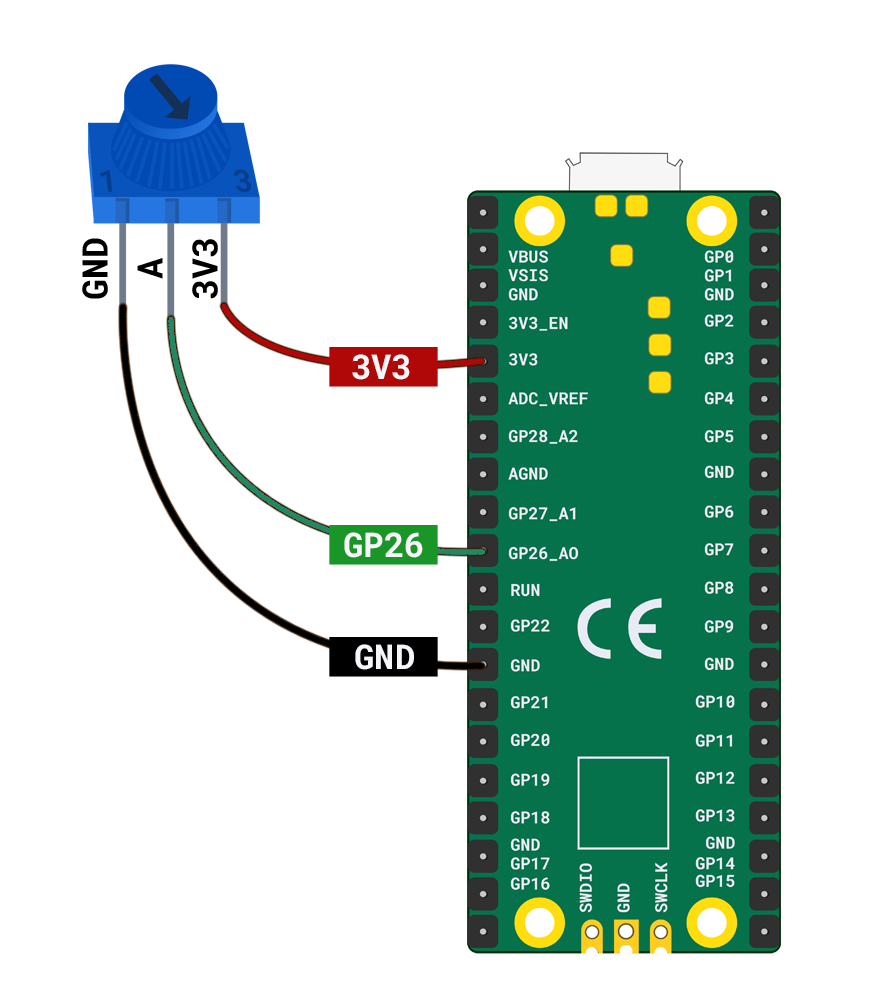 1
3
GND
A
3V3
3V3
GP26
GND
VBUS
VSIS
GND
3V3_EN
3V3
ADC_VREF
GP28_A2
AGND
GP27_A1
GP26_A0
RUN
GP22
GND
GP21
GP20
GP19
GP18
GND
GP17
GP16
GP0
GP1
GND
GP2
GP3
GP4
GP5
GND
GP6
GP7
GP8
GP9
GND
GP10
GP11
GP12
GP13
GND
GP14
GP15
CE
SWDIO
GND
SWCLK